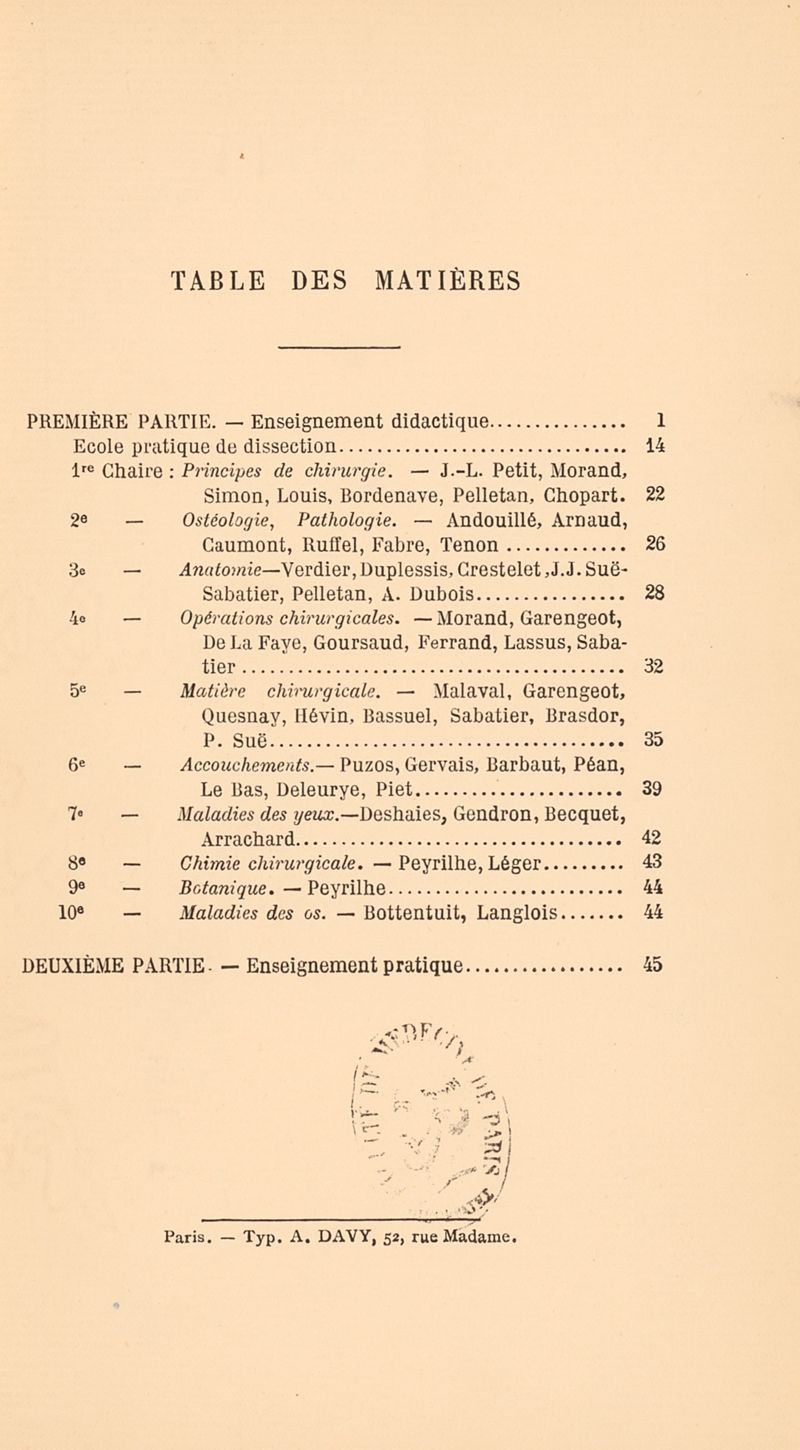 TABLE DES MATIÈRES
PREMIÈRE PARTIE. — Enseignement didactique................ 1
Ecole pratique de dissection............................... 14
1re Chaire : Principes de chirurgie. — J.-L. Petit, Morand,
Simon, Louis, Bordenave, Pelletan, Chopart. 22
2e — Ostéologie, Pathologie. — Andouillé, Arnaud,
Caumont, Ruffel, Fabre, Tenon ............. 26
3e — Anatomie—Verdier, Duplessis, Crestelet, J.J. Suë-
Sabatier, Pelletan, A. Dubois................ 28
4e — Opérations chirurgicales. — Morand, Garengeot,
De La Faye, Goursaud, Ferrand, Lassus, Saba-
tier ......................................... 32
5e — Matière chirurgicale. — Malaval, Garengeot,
Quesnay, Hévin, Bassuel, Sabatier, Brasdor,
P. Suë....................................... 35
6e — Accouchements.— Puzos, Gervais, Barbaut, Péan,
Le Bas, Deleurye, Piet....................... 39
7e — Maladies des yeux.—Deshaies, Gendron, Becquet,
Arrachard.................................... 42
8e — Chimie chirurgicale. — Peyrilhe, Léger......... 43
9e — Botanique. — Peyrilhe......................... 44
10e — Maladies des os. — Bottentuit, Langlois....... 44
DEUXIÈME PARTIE. — Enseignement pratique.................. 45
PARIS
Paris. — Typ. A. DAVY, 52, rue Madame.